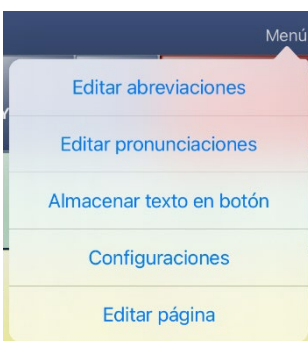 Menú
Editar abreviaciones
Editar pronunciaciones
Almacenar texto en botón
Configuraciones
Editar página